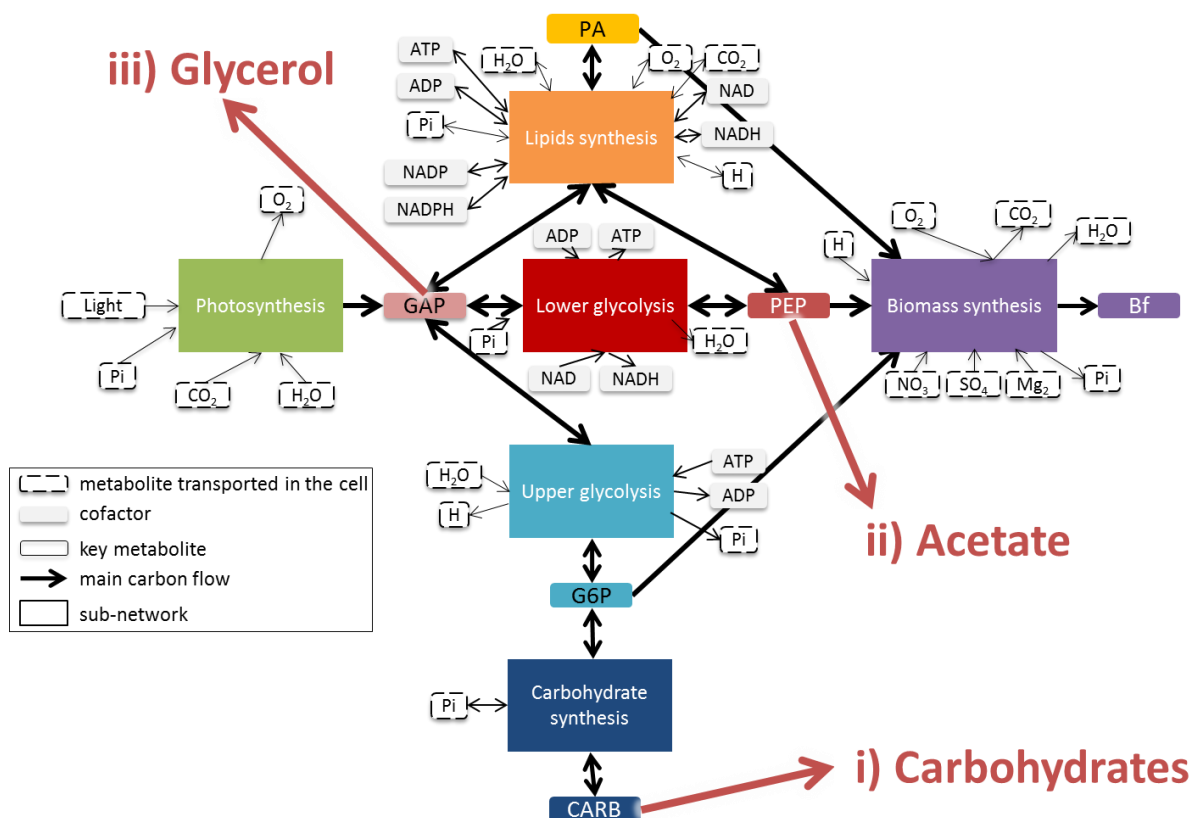 PA
ATP
H₂O
O₂
CO₂
iii) Glycerol
ADP
NAD
Pi
Lipids synthesis
NADH
NADP
H
NADPH
O₂
ADP
ATP
O₂
CO₂
H₂O
H
Light
Photosynthesis
GAP
Lower glycolysis
PEP
Biomass synthesis
Bf
Pi
H₂O
Pi
CO₂
H₂O
NAD
NADH
NO₃
SO₄
Mg₂
Pi
metabolite transported in the cell
cofactor
key metabolite
main carbon flow
sub-network
H₂O
H
Upper glycolysis
ATP
ADP
Pi
ii) Acetate
G6P
Pi
Carbohydrate
synthesis
i) Carbohydrates
CARB